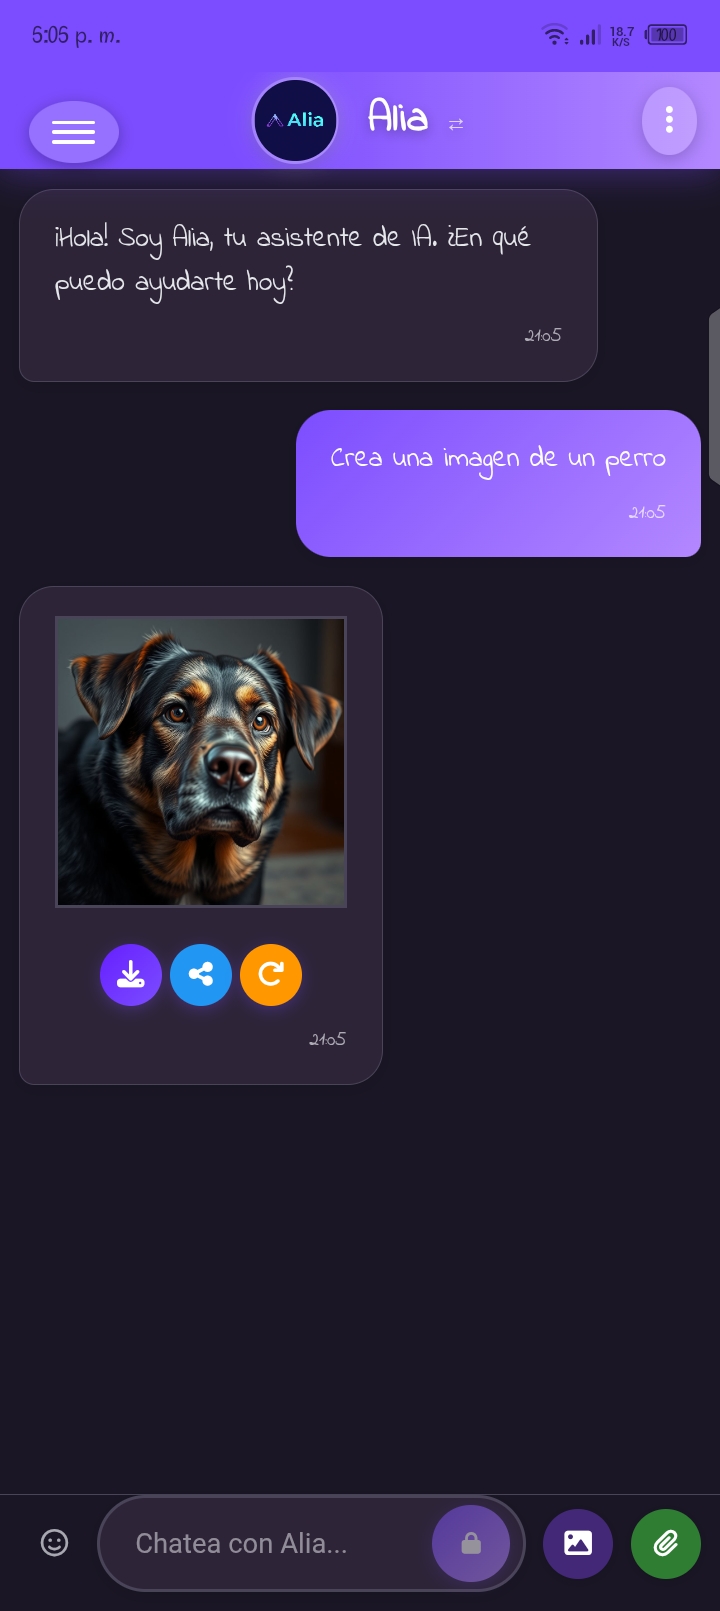 5:05 p. m.
18.7
K/S
100
Alia
Alia
¡Hola! Soy Alia, tu asistente de IA. ¿En qué
puedo ayudarte hoy?
21:05
Crea una imagen de un perro
21:05
21:05
Chatea con Alia...